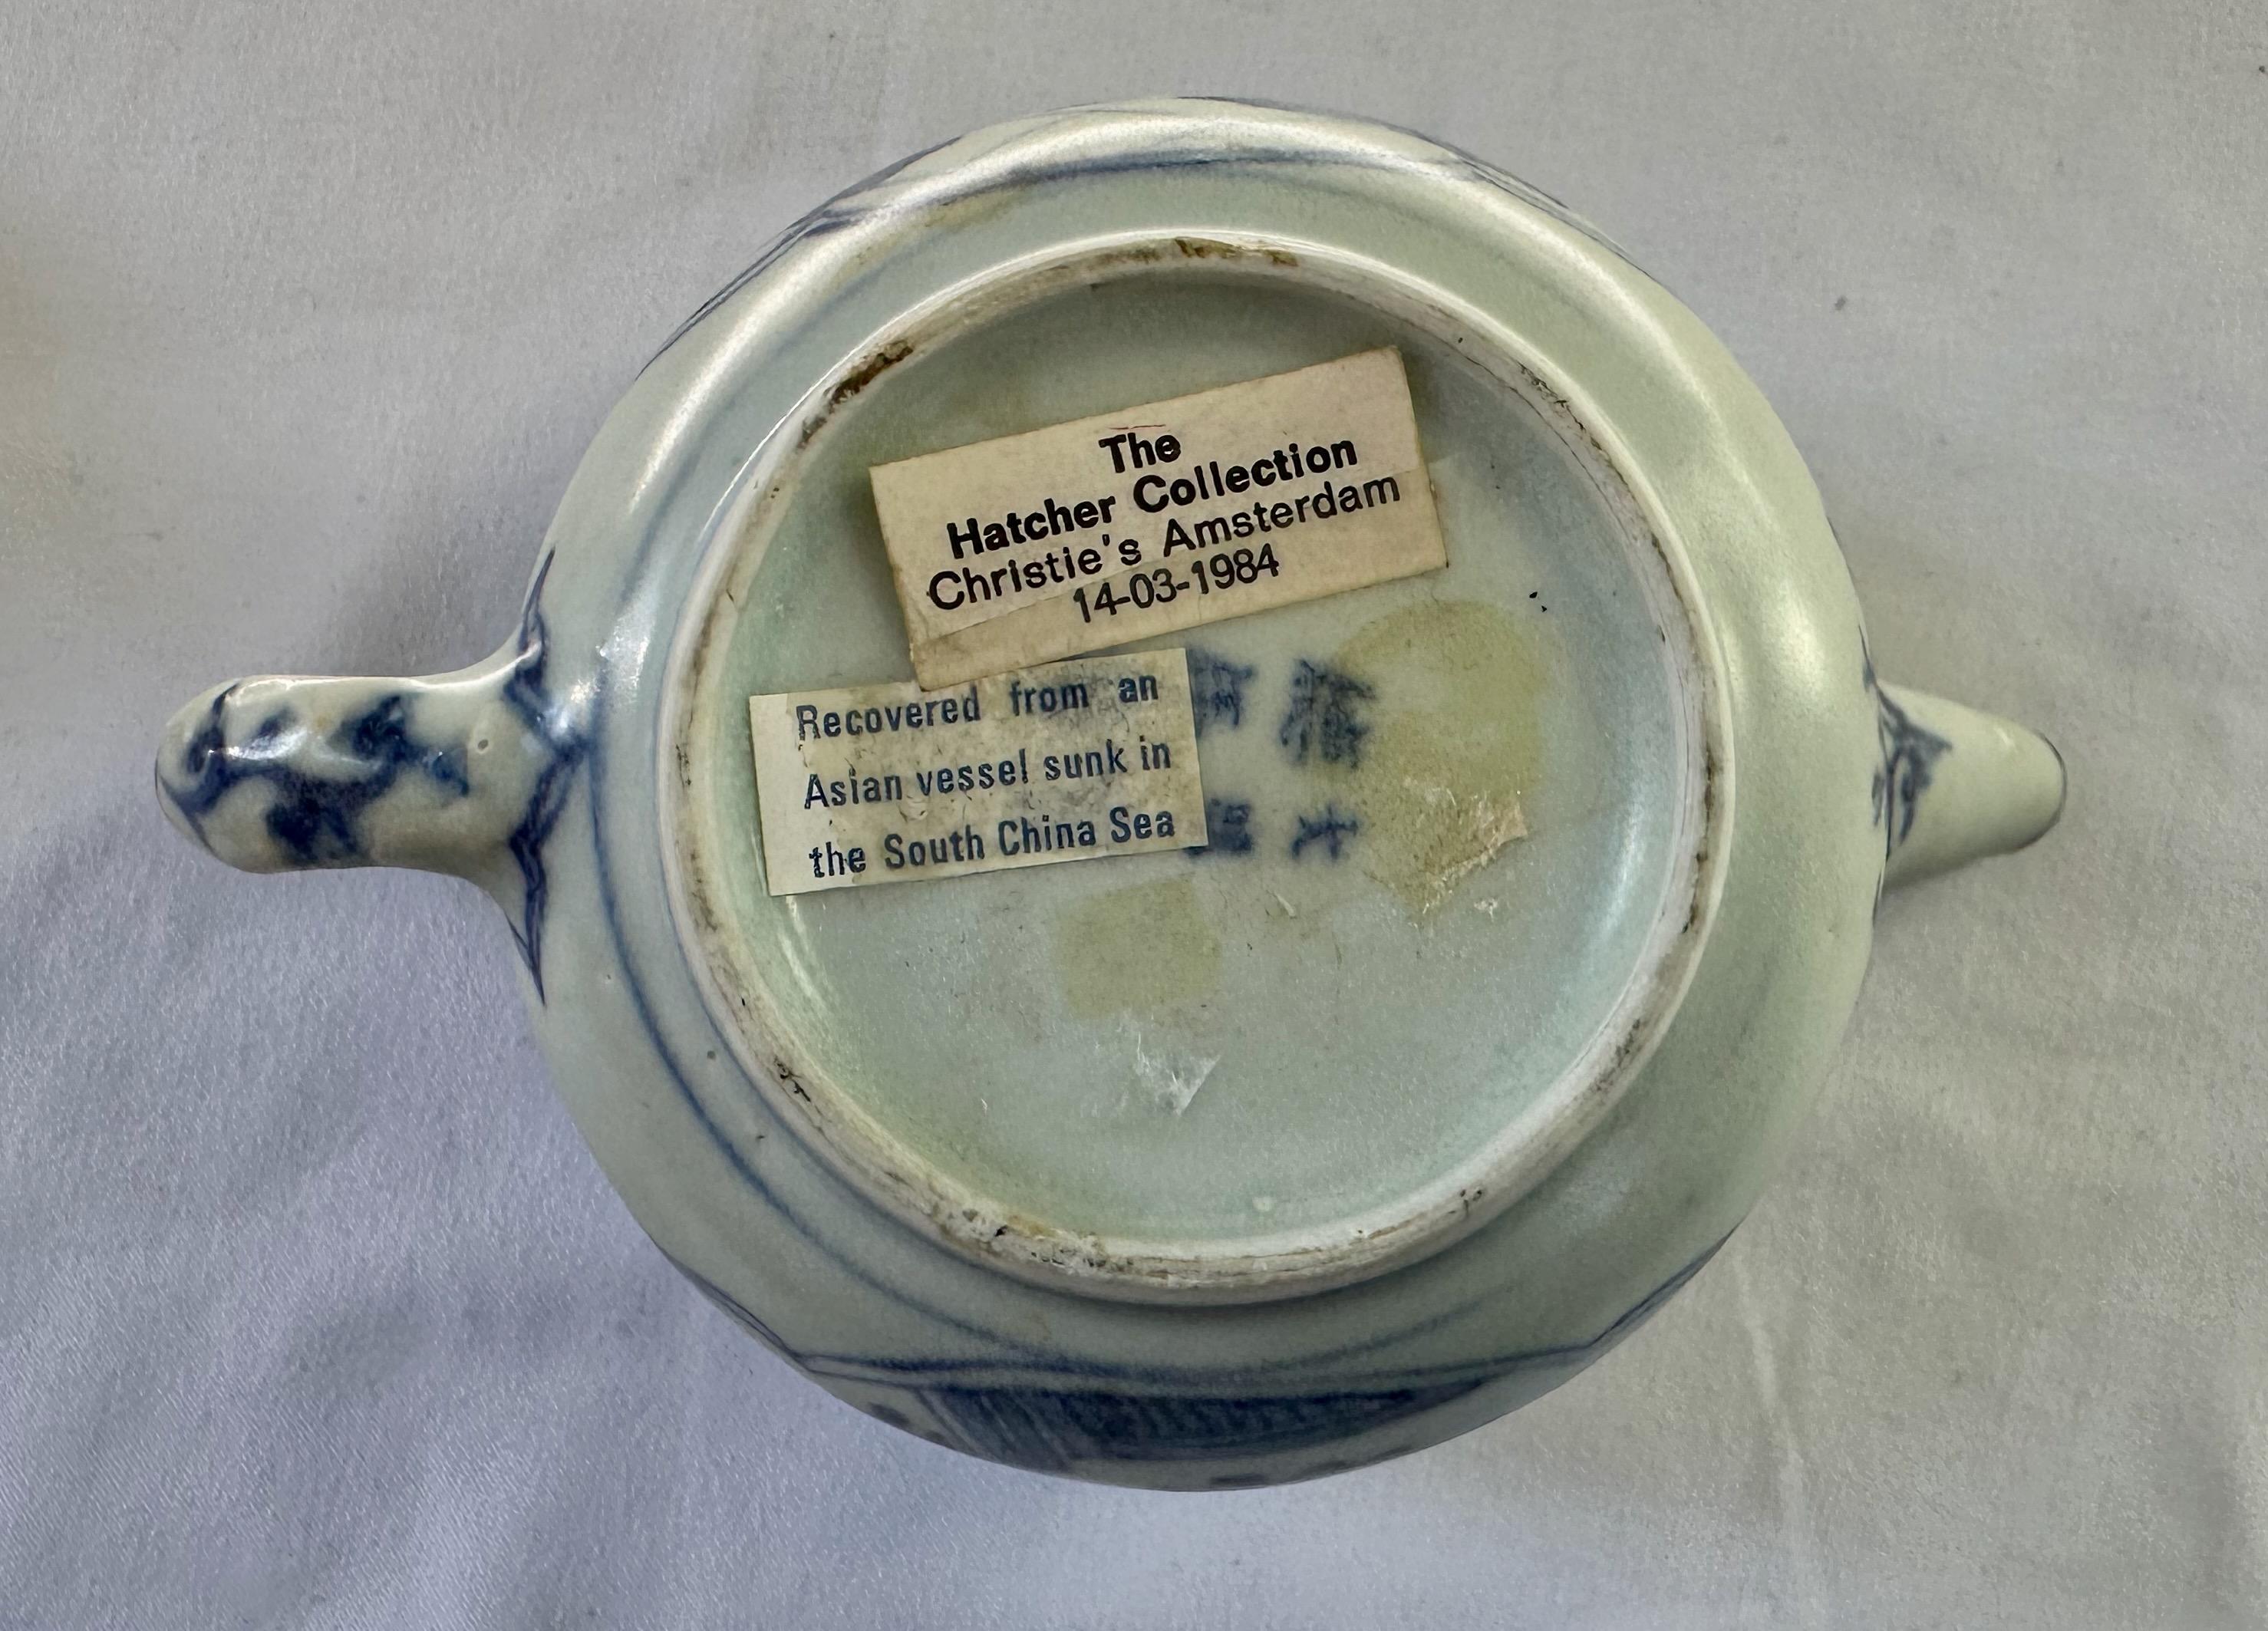 The
Hatcher Collection
Christie's Amsterdam
14-03-1984
Recovered from an
Asian vessel sunk in
the South China Sea